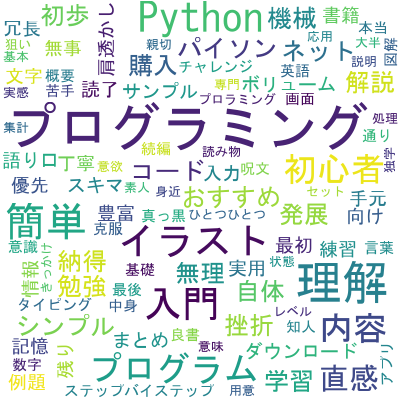 冗長 初歩 Python 機械 書籍 本当
狙い 無事 肩透かし パイソン ネット 親切 応用 大半
基本 文字 概要 購入 チャレンジ 英語 説明 図解
実感 苦手 読了 サンプル 専門 ボリューム 解説
プログラミング プロラミング 画面
集計 続編 読み物 処理
語り口 丁寧 意欲 コード 入力 呪文 初心者 通り 独学
優先 スキマ 素人 身近 おすすめ セット 手元
簡単 豊富 真っ黒 ひとつひとつ 発展 向け
克服 イラスト 最初 練習 言葉
意識 情報 きっかけ 納得 基礎 無理 実用 状態 理解
タイピング 勉強 最後 中身 入門 自体 レベル
シンプル 良書 意味 挫折 知人 内容
記憶 残り まとめ ダウンロード アプリ
数字 例題 プログラム 学習 直感
ステップバイステップ 用意